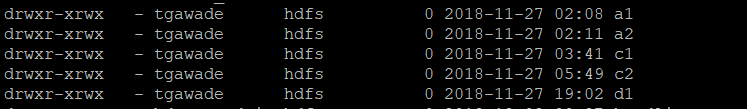 drwxr-xrwx - tgawade hdfs 0 2018-11-27 02:08 a1
drwxr-xrwx - tgawade hdfs 0 2018-11-27 02:11 a2
drwxr-xrwx - tgawade hdfs 0 2018-11-27 03:41 c1
drwxr-xrwx - tgawade hdfs 0 2018-11-27 05:49 c2
drwxr-xrwx - tgawade hdfs 0 2018-11-27 19:02 d1